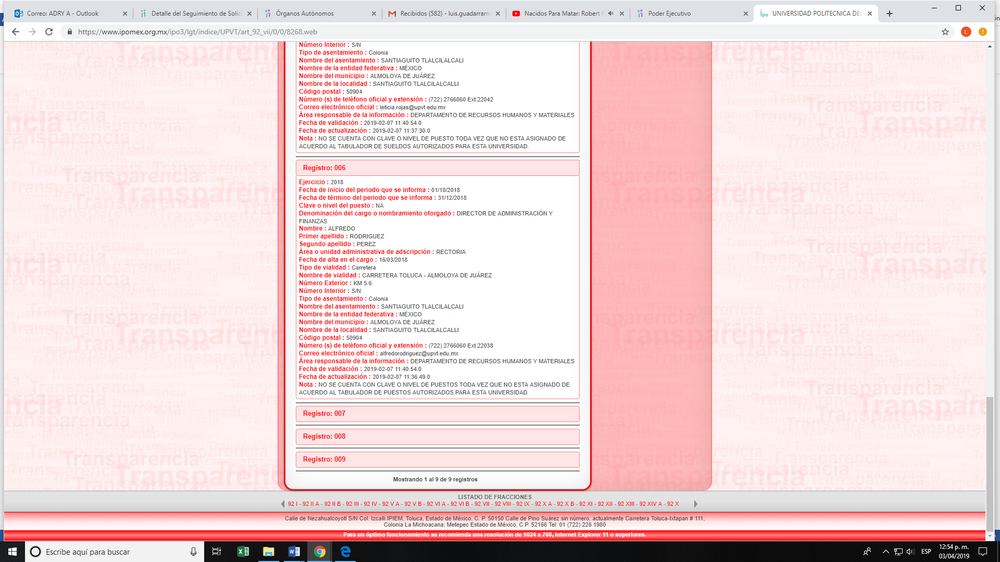 Correo: ADRY A - Outlook
Detalle del Seguimiento de Solic
Órganos Autónomos
Recibidos (582) - luis.guadarrama
Nacidos Para Matar: Robert
Poder Ejecutivo
UNIVERSIDAD POLITECNICA DEL
https://www.ipomex.org.mx/ipo3/lgt/indice/UPVT/art_92_vii/0/0/8268.web
L
Número Interior : S/N
Tipo de asentamiento : Colonia
Nombre del asentamiento : SANTIAGUITO TLALCILALCALI
Nombre de la entidad federativa : MÉXICO
Nombre del municipio : ALMOLOYA DE JUÁREZ
Nombre de la localidad : SANTIAGUITO TLALCILALCALLI
Código postal : 50904
Número (s) de teléfono oficial y extensión : (722) 2766060 Ext.22042
Correo electrónico oficial : leticia.rojas@upvt.edu.mx
Área responsable de la información : DEPARTAMENTO DE RECURSOS HUMANOS Y MATERIALES
Fecha de validación : 2019-02-07 11:40:54.0
Fecha de actualización : 2019-02-07 11:37:30.0
Nota : NO SE CUENTA CON CLAVE O NIVEL DE PUESTO TODA VEZ QUE NO ESTA ASIGNADO DE
ACUERDO AL TABULADOR DE SUELDOS AUTORIZADOS PARA ESTA UNIVERSIDAD.
Registro: 006
Ejercicio : 2018
Fecha de inicio del periodo que se informa : 01/10/2018
Fecha de término del periodo que se informa : 31/12/2018
Clave o nivel del puesto : NA
Denominación del cargo o nombramiento otorgado : DIRECTOR DE ADMINISTRACIÓN Y
FINANZAS
Nombre : ALFREDO
Primer apellido : RODRIGUEZ
Segundo apellido : PEREZ
Área o unidad administrativa de adscripción : RECTORIA
Fecha de alta en el cargo : 16/03/2018
Tipo de vialidad : Carretera
Nombre de vialidad : CARRETERA TOLUCA - ALMOLOYA DE JUÁREZ
Número Exterior : KM 5.6
Número Interior : S/N
Tipo de asentamiento : Colonia
Nombre del asentamiento : SANTIAGUITO TLALCILALCALI
Nombre de la entidad federativa : MÉXICO
Nombre del municipio : ALMOLOYA DE JUÁREZ
Nombre de la localidad : SANTIAGUITO TLALCILALCALLI
Código postal : 50904
Número (s) de teléfono oficial y extensión : (722) 2766060 Ext.22038
Correo electrónico oficial : alfredorodriguez@upvt.edu.mx
Área responsable de la información : DEPARTAMENTO DE RECURSOS HUMANOS Y MATERIALES
Fecha de validación : 2019-02-07 11:40:54.0
Fecha de actualización : 2019-02-07 11:36:49.0
Nota : NO SE CUENTA CON CLAVE O NIVEL DE PUESTOS TODA VEZ QUE NO ESTA ASIGNADO DE
ACUERDO AL TABULADOR DE PUESTOS AUTORIZADOS PARA ESTA UNIVERSIDAD
Registro: 007
Registro: 008
Registro: 009
Mostrando 1 al 9 de 9 registros
LISTADO DE FRACCIONES
92 I - 92 II A - 92 II B - 92 III - 92 IV - 92 V A - 92 V B - 92 VI A - 92 VI B - 92 VII - 92 VIII - 92 IX - 92 X A - 92 X B - 92 XI - 92 XII - 92 XIII - 92 XIV A - 92 X
Calle de Nezahualcoyotl S/N Col. Izcalli IPIEM, Toluca, Estado de México. C. P. 50150 Calle de Pino Suárez sin número, actualmente Carretera Toluca-Ixtapan # 111,
Colonia La Michoacana; Metepec Estado de México, C.P. 52166 Tel: 01 (722) 226 1980
Para un óptimo funcionamiento se recomienda una resolución de 1024 x 768, Internet Explorer 11 o superiores.
Escribe aquí para buscar
ESP
12:54 p. m.
03/04/2019